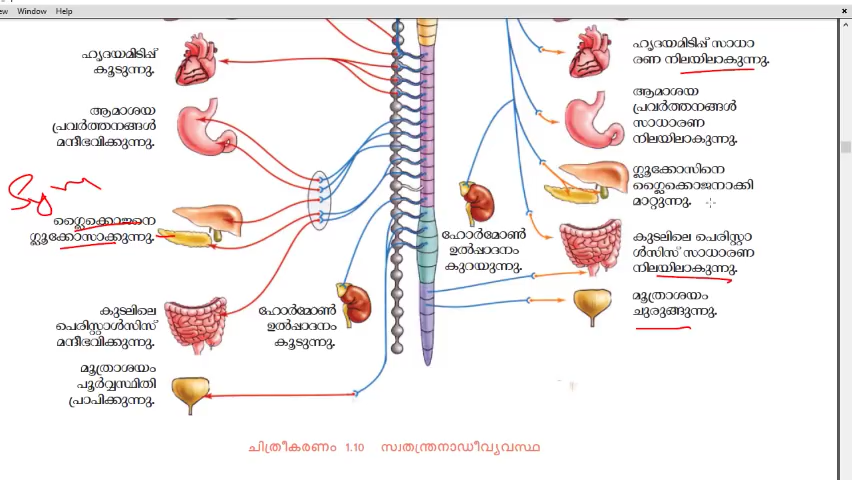 Window
Help
ഹൃദയമിടിപ്പ്
കൂടുന്നു.
ആമാശയ
പ്രവർത്തനങ്ങൾ
മന്ദീഭവിക്കുന്നു.
Sym
ഗ്ലൈക്കൊജനെ
ഗ്ലൂക്കോസാക്കുന്നു.
കുടലിലെ
പെരിസ്റ്റാൾസിസ്
മന്ദീഭവിക്കുന്നു.
ഹോർമോൺ
ഉൽപ്പാദനം
കൂടുന്നു.
മൂത്രാശയം
പൂർവ്വസ്ഥിതി
പ്രാപിക്കുന്നു.
ഹൃദയമിടിപ്പ് സാധാ
രണ നിലയിലാകുന്നു.
ആമാശയ
പ്രവർത്തനങ്ങൾ
സാധാരണ
നിലയിലാകുന്നു.
ഗ്ലൂക്കോസിനെ
ഗ്ലൈക്കൊജനാക്കി
മാറ്റുന്നു.
ഹോർമോൺ
ഉൽപ്പാദനം
കുറയുന്നു.
കുടലിലെ പെരിസ്റ്റാ
ൾസിസ് സാധാരണ
നിലയിലാകുന്നു.
മൂത്രാശയം
ചുരുങ്ങുന്നു.
ചിത്രീകരണം 1.10 സ്വതന്ത്രനാഡീവ്യവസ്ഥ